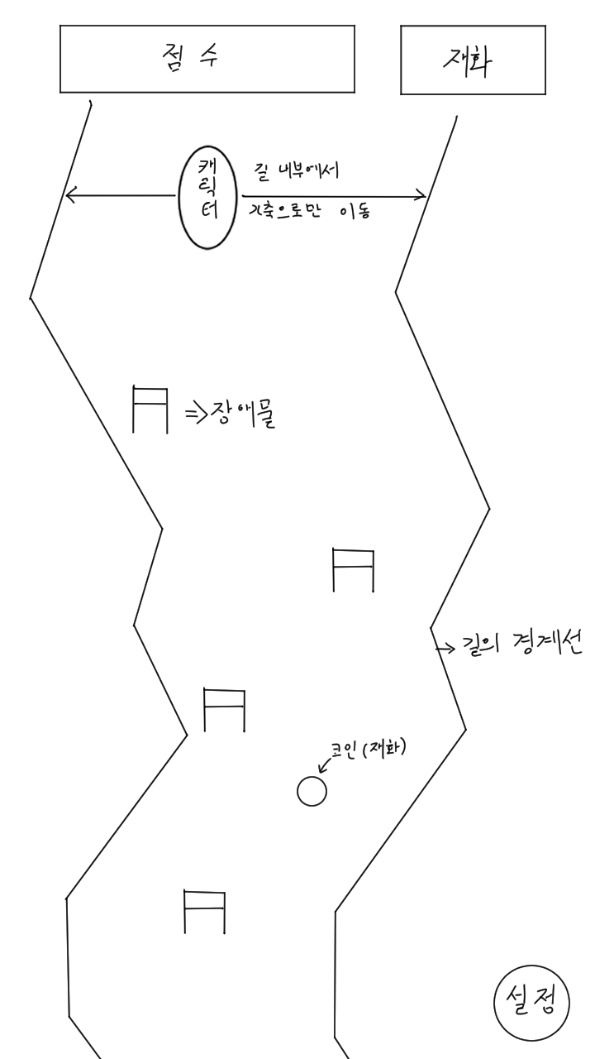 점수
재화
캐릭터
길 내부에서
X축으로만 이동
=>장애물
→길의 경계선
코인(재화)
설정